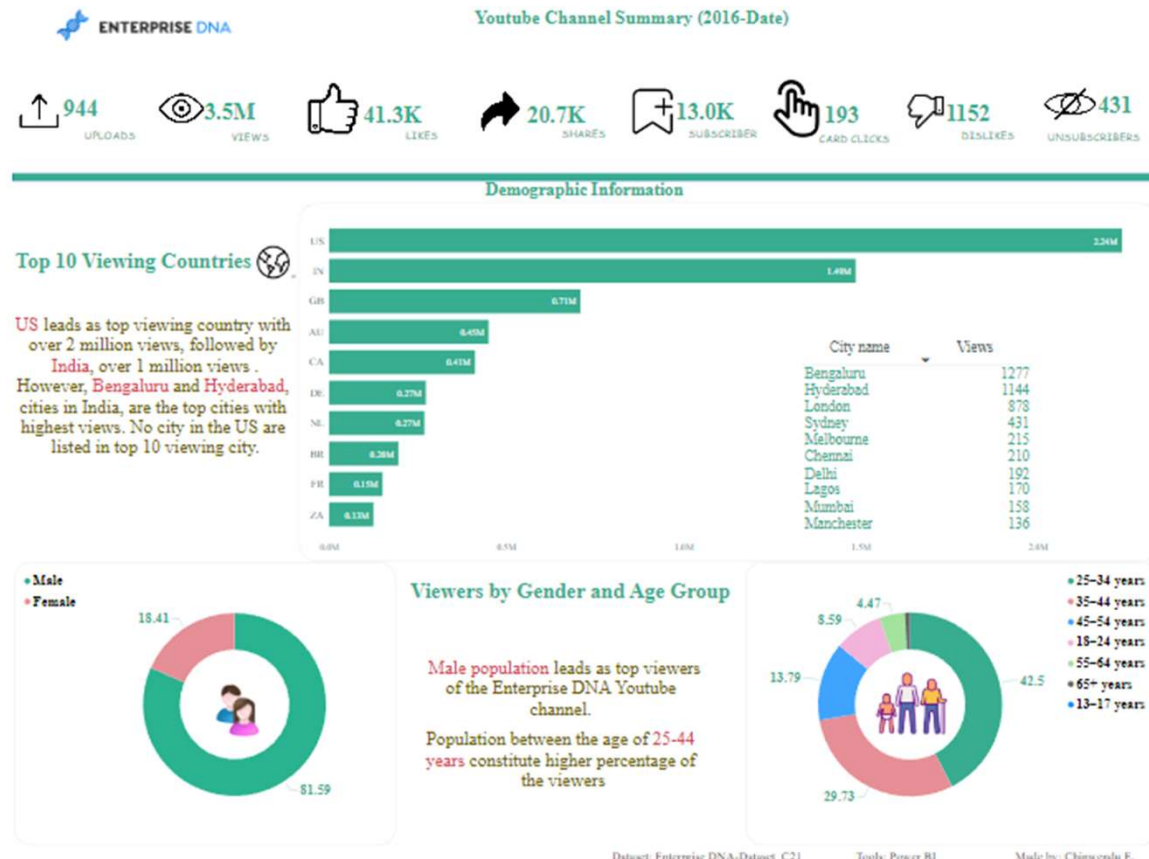 ENTERPRISE DNA
Youtube Channel Summary (2016-Date)
944
UPLOADS
3.5M
VIEWS
41.3K
LIKES
20.7K
SHARES
13.0K
SUBSCRIBER
193
CARD CLICKS
1152
DISLIKES
431
UNSUBSCRIBERS
Demographic Information
Top 10 Viewing Countries
US leads as top viewing country with
over 2 million views, followed by
India, over 1 million views .
However, Bengaluru and Hyderabad,
cities in India, are the top cities with
highest views. No city in the US are
listed in top 10 viewing city.
US 2.24M
IN 1.49M
GB 0.71M
AU 0.45M
CA 0.41M
DE 0.27M
NL 0.27M
BR
FR 0.15M
ZA
0.0M 0.5M 1.0M 1.5M 2.0M
City name Views
Bengaluru 1277
Hyderabad 1144
London 878
Sydney 431
Melbourne 215
Chennai 210
Delhi 192
Lagos 170
Mumbai 158
Manchester 136
Male
Female
18.41
81.59
Viewers by Gender and Age Group
Male population leads as top viewers
of the Enterprise DNA Youtube
channel.
Population between the age of 25-44
years constitute higher percentage of
the viewers
4.47
8.59
13.79
29.73
42.5
25–34 years
35–44 years
45–54 years
18–24 years
55–64 years
65+ years
13–17 years
Dataset: Enterprise DNA-Dataset_C21 Tools: Power BI Made by: Chinwendu E.